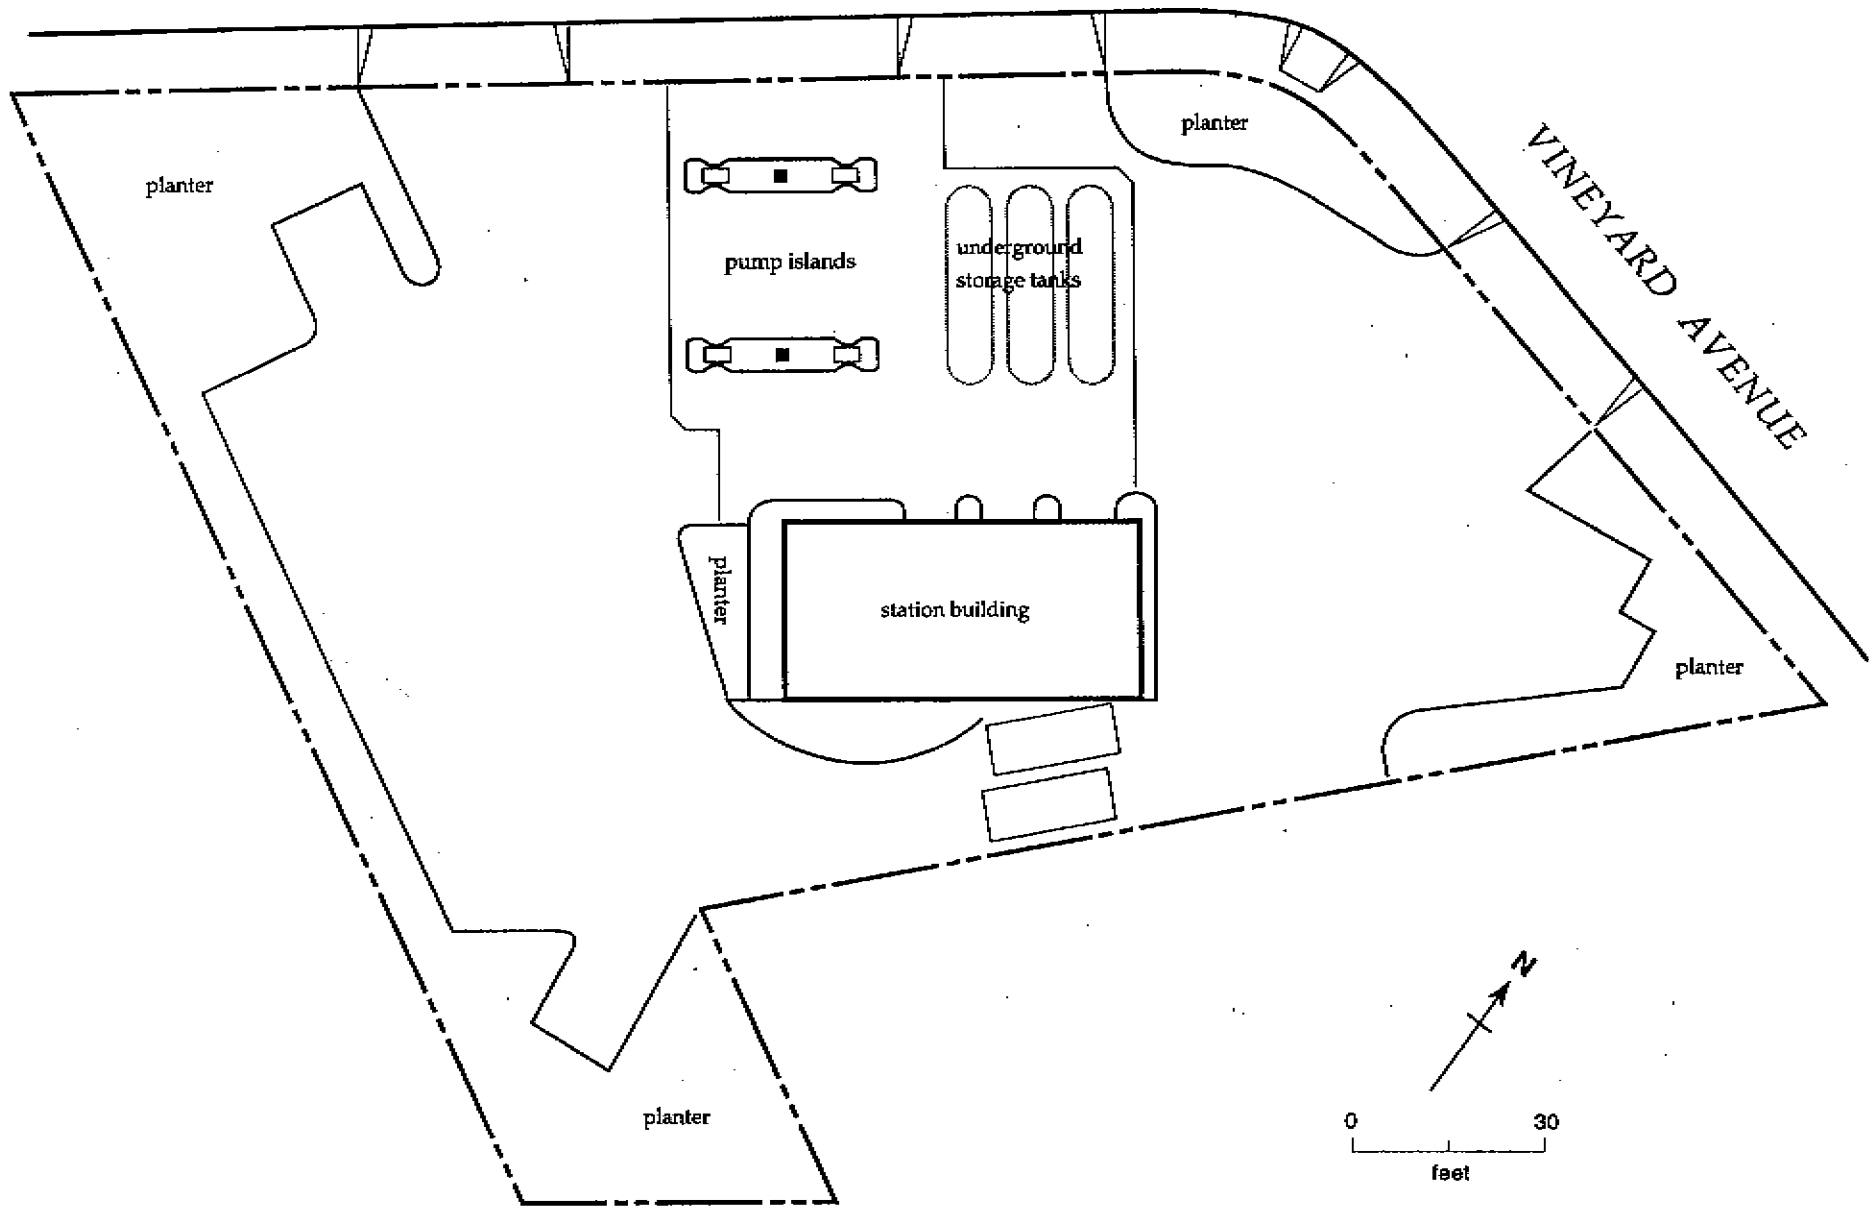 planter
planter
VINEYARD AVENUE
pump islands
underground
storage tanks
planter
station building
planter
planter
N
0 30
feet